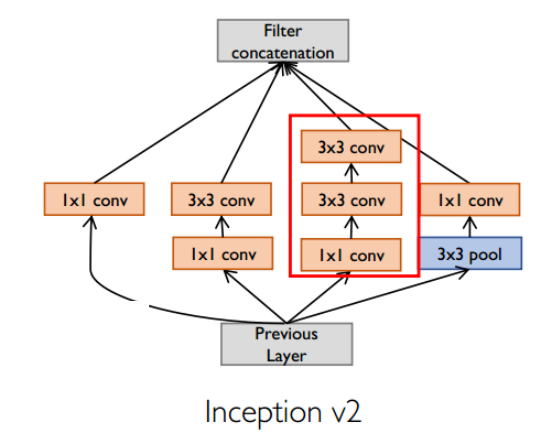 Filter
concatenation
3x3 conv
1x1 conv
3x3 conv
3x3 conv
1x1 conv
1x1 conv
1x1 conv
3x3 pool
Previous
Layer
Inception v2